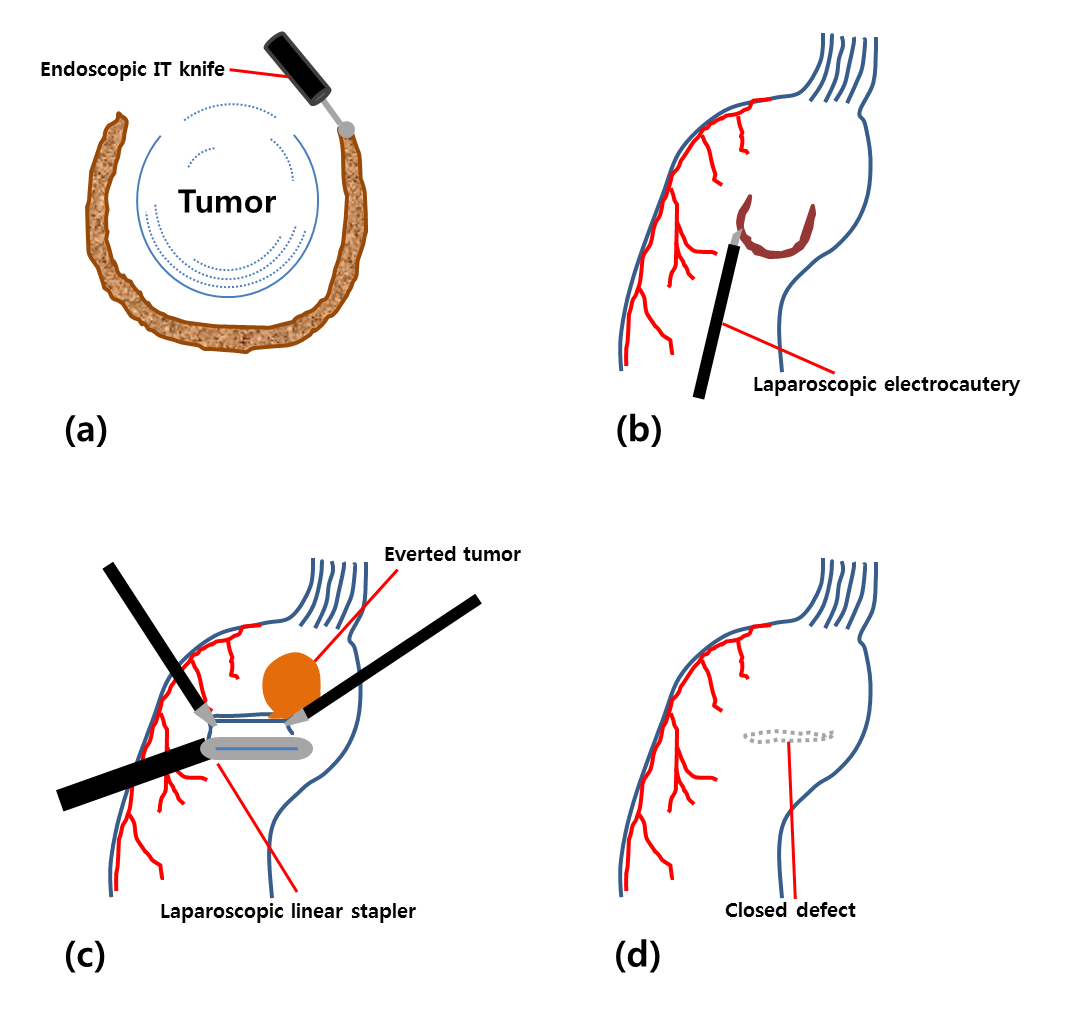 Endoscopic IT knife
Tumor
(a)
Laparoscopic electrocautery
(b)
Everted tumor
Laparoscopic linear stapler
(c)
Closed defect
(d)